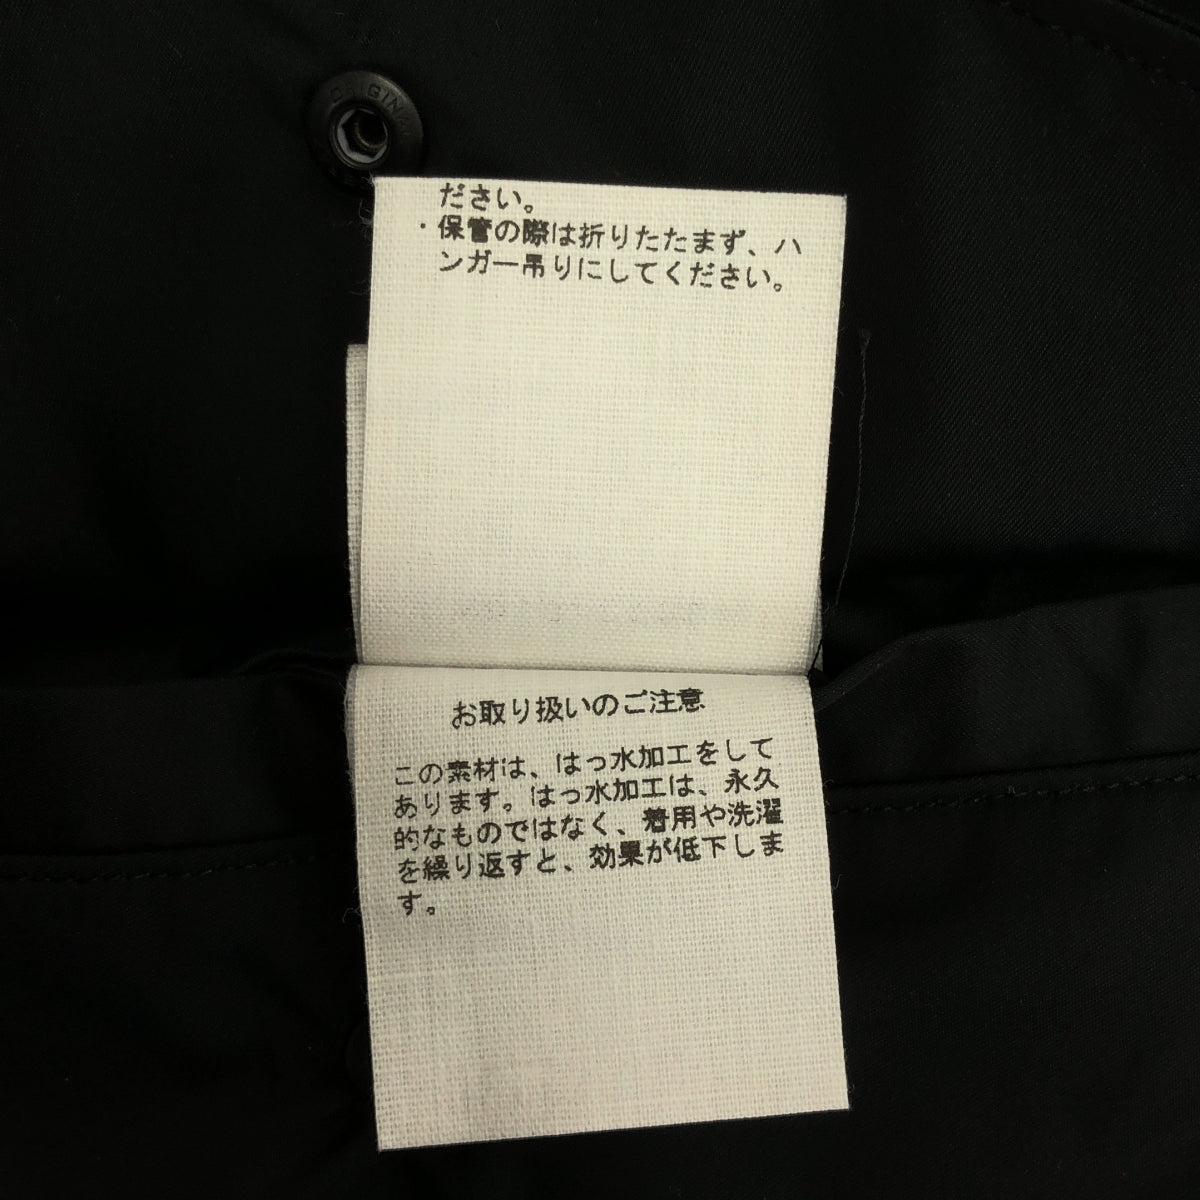 ORIGINA
ださい。
・保管の際は折りたたまず、ハ
ンガー吊りにしてください。
お取り扱いのご注意
この素材は、はっ水加工をして
あります。はっ水加工は、永久
的なものではなく、着用や洗濯
を繰り返すと、効果が低下しま
す。